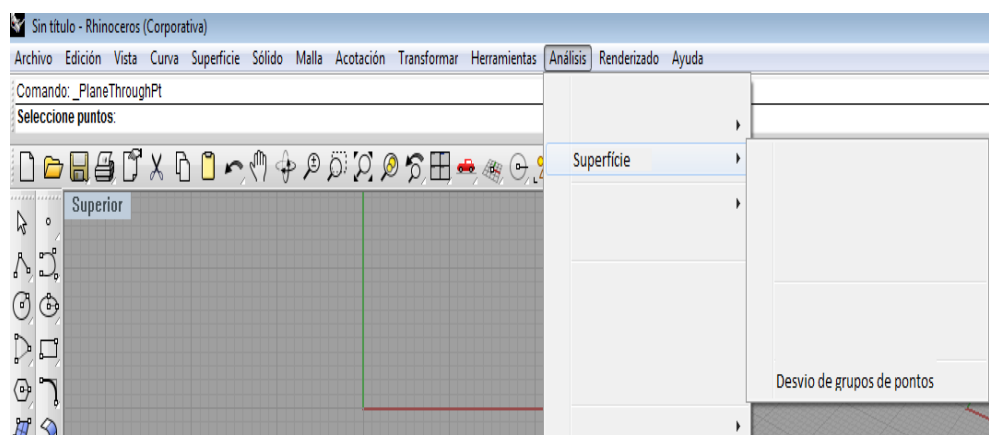 Sin título - Rhinoceros (Corporativa)
Archivo Edición Vista Curva Superficie Sólido Malla Acotación Transformar Herramientas Análisis Renderizado Ayuda
Comando: _PlaneThroughPt
Seleccione puntos:
Superfície
Superior
Desvio de grupos de pontos